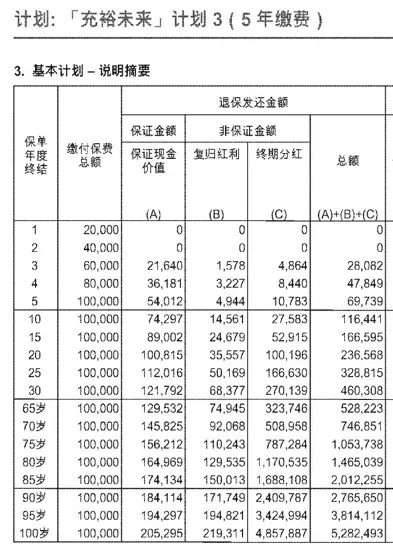 计划：「充裕未来」计划 3 ( 5 年缴费 )
3. 基本计划 – 说明摘要
保单年度终结 缴付保费总额 退保发还金额
保证金额 非保证金额 总额
保证现金价值 复归红利 终期分红
(A) (B) (C) (A)+(B)+(C)
1 20,000 0 0 0 0
2 40,000 0 0 0 0
3 60,000 21,640 1,578 4,864 28,082
4 80,000 36,181 3,227 8,440 47,849
5 100,000 54,012 4,944 10,783 69,739
10 100,000 74,297 14,561 27,583 116,441
15 100,000 89,002 24,679 52,915 166,595
20 100,000 100,815 35,557 100,196 236,568
25 100,000 112,016 50,169 166,630 328,815
30 100,000 121,792 68,377 270,139 460,308
65岁 100,000 129,532 74,945 323,746 528,223
70岁 100,000 145,825 92,068 508,958 746,851
75岁 100,000 156,212 110,243 787,284 1,053,738
80岁 100,000 164,969 129,535 1,170,535 1,465,039
85岁 100,000 174,134 150,013 1,688,108 2,012,255
90岁 100,000 184,114 171,749 2,409,787 2,765,650
95岁 100,000 194,297 194,821 3,424,994 3,814,112
100岁 100,000 205,295 219,311 4,857,887 5,282,493